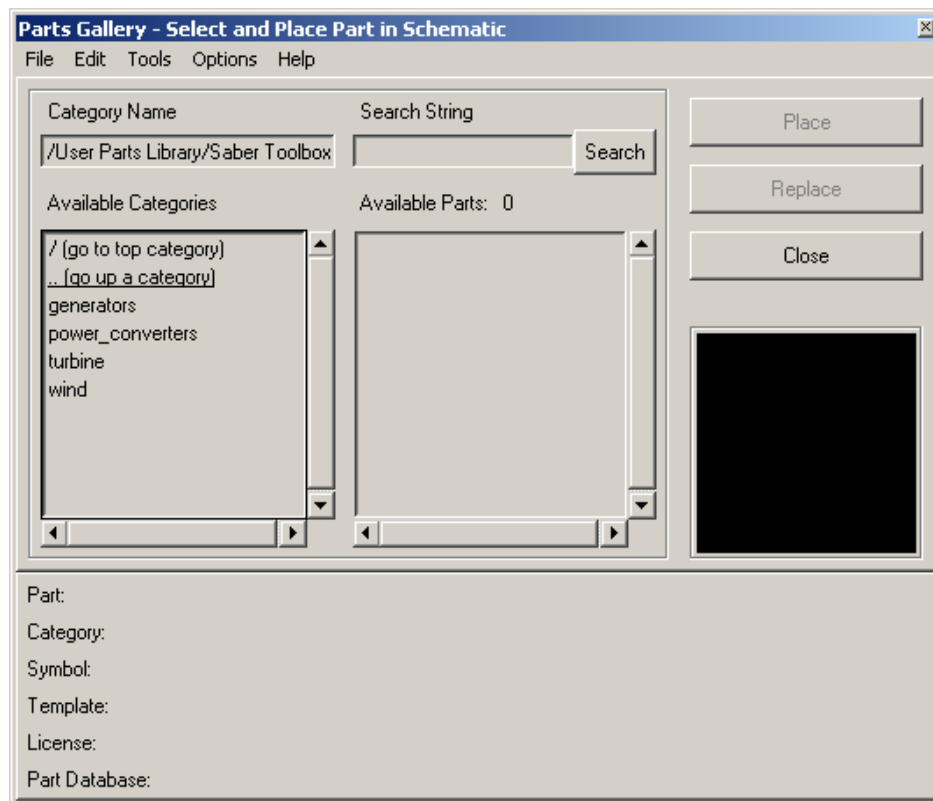 Parts Gallery - Select and Place Part in Schematic
File Edit Tools Options Help
Category Name
Search String
/User Parts Library/Saber Toolbox
Search
Available Categories
Available Parts: 0
/ (go to top category)
.. (go up a category)
generators
power_converters
turbine
wind
Place
Replace
Close
Part:
Category:
Symbol:
Template:
License:
Part Database: